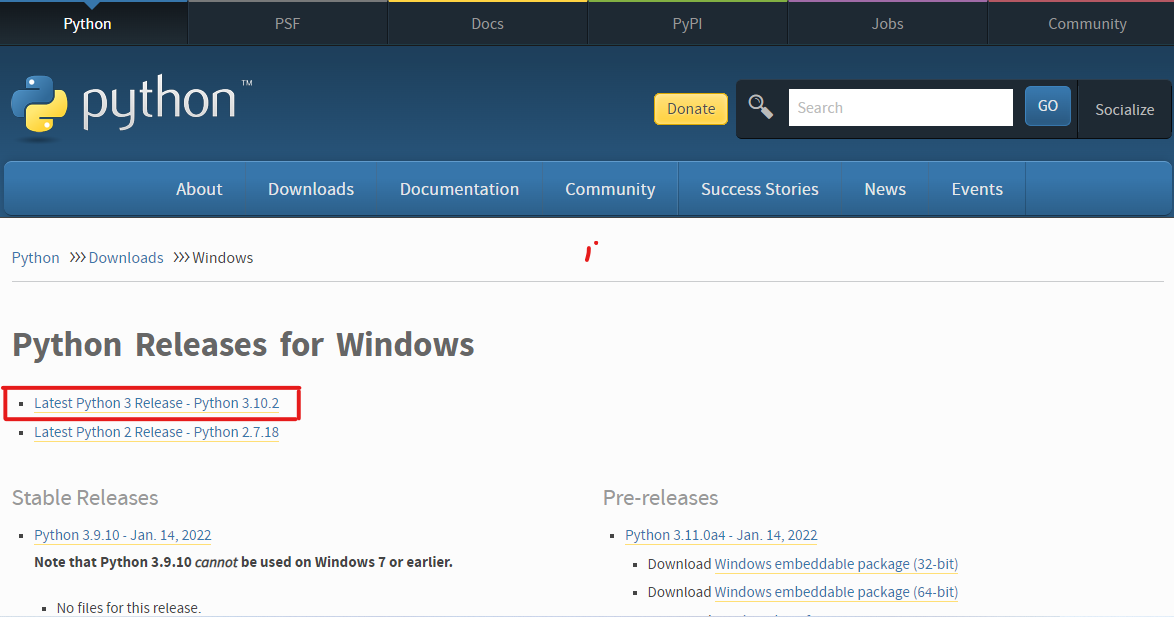 Python PSF Docs PyPI Jobs Community
python™ Donate Search GO Socialize
About Downloads Documentation Community Success Stories News Events
Python >>> Downloads >>> Windows
Python Releases for Windows
Latest Python 3 Release - Python 3.10.2
Latest Python 2 Release - Python 2.7.18
Stable Releases
Python 3.9.10 - Jan. 14, 2022
Note that Python 3.9.10 cannot be used on Windows 7 or earlier.
No files for this release.
Pre-releases
Python 3.11.0a4 - Jan. 14, 2022
Download Windows embeddable package (32-bit)
Download Windows embeddable package (64-bit)